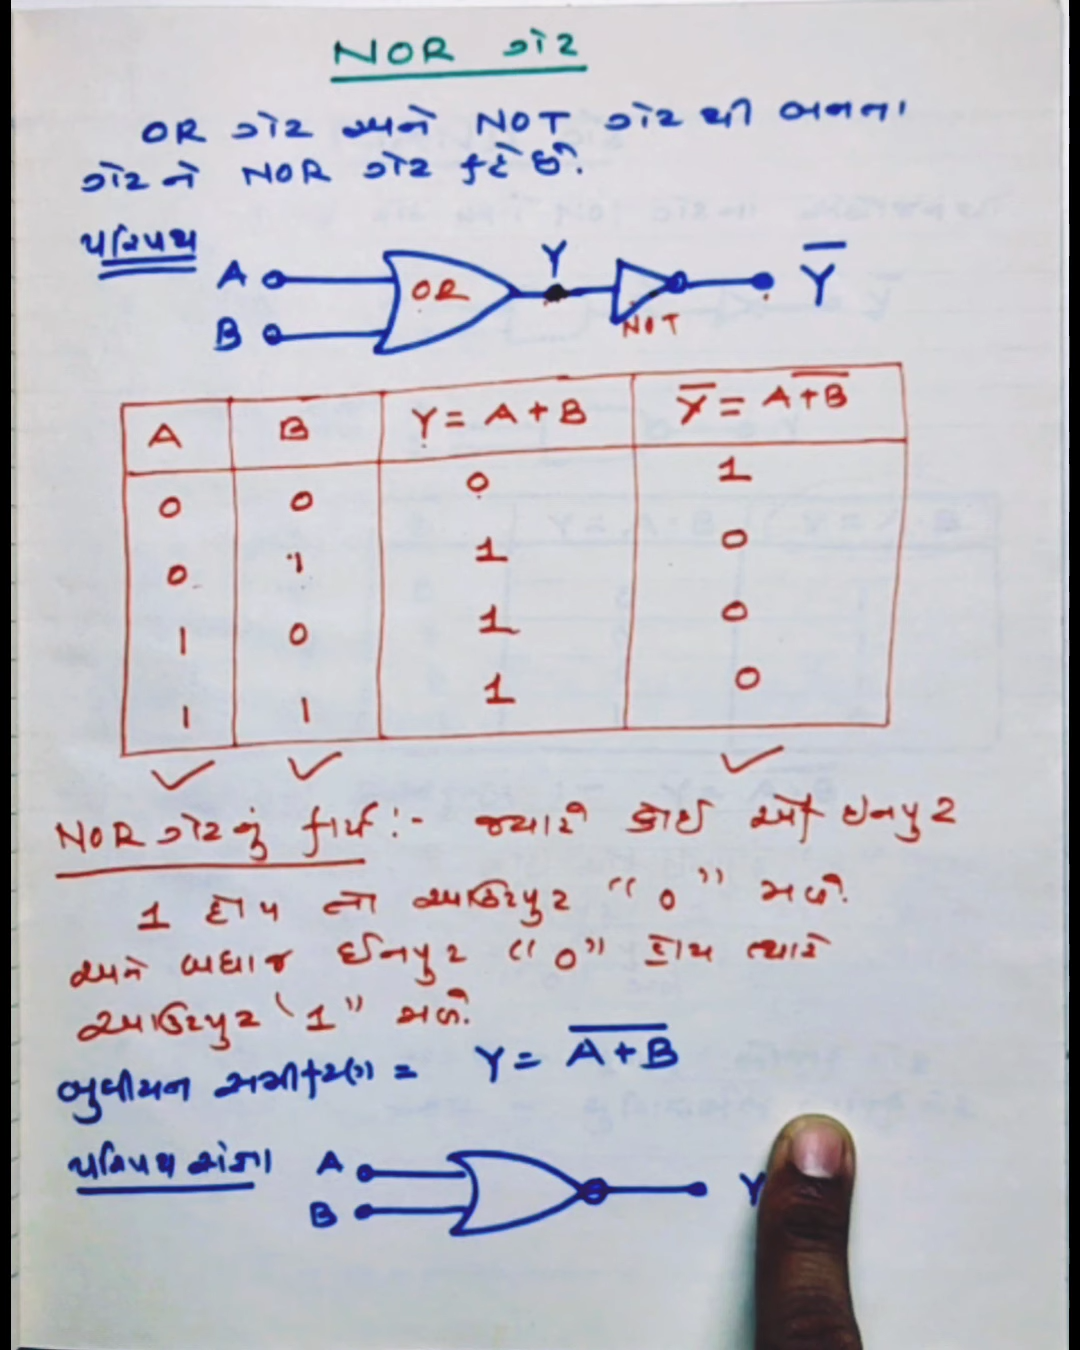 NOR ગેટ
OR ગેટ અને NOT ગેટ થી બનતા
ગેટ ને NOR ગેટ કહે છે.
પરિપથ
A
B
OR
Y
NOT
Y̅
A B Y = A + B Y̅ = A̅+̅B̅
0 0 0 1
0 1 1 0
1 0 1 0
1 1 1 0
NOR ગેટનું કાર્ય :- જ્યારે કોઈ એક ઇનપુટ
1 હોય તો આઉટપુટ "0" મળે.
અને બધાજ ઈનપુટ "0" હોય ત્યારે
આઉટપુટ "1" મળે.
બુલીયન સમીકરણ = Y = A̅+̅B̅
પરિપથ સંજ્ઞા
A
B
Y